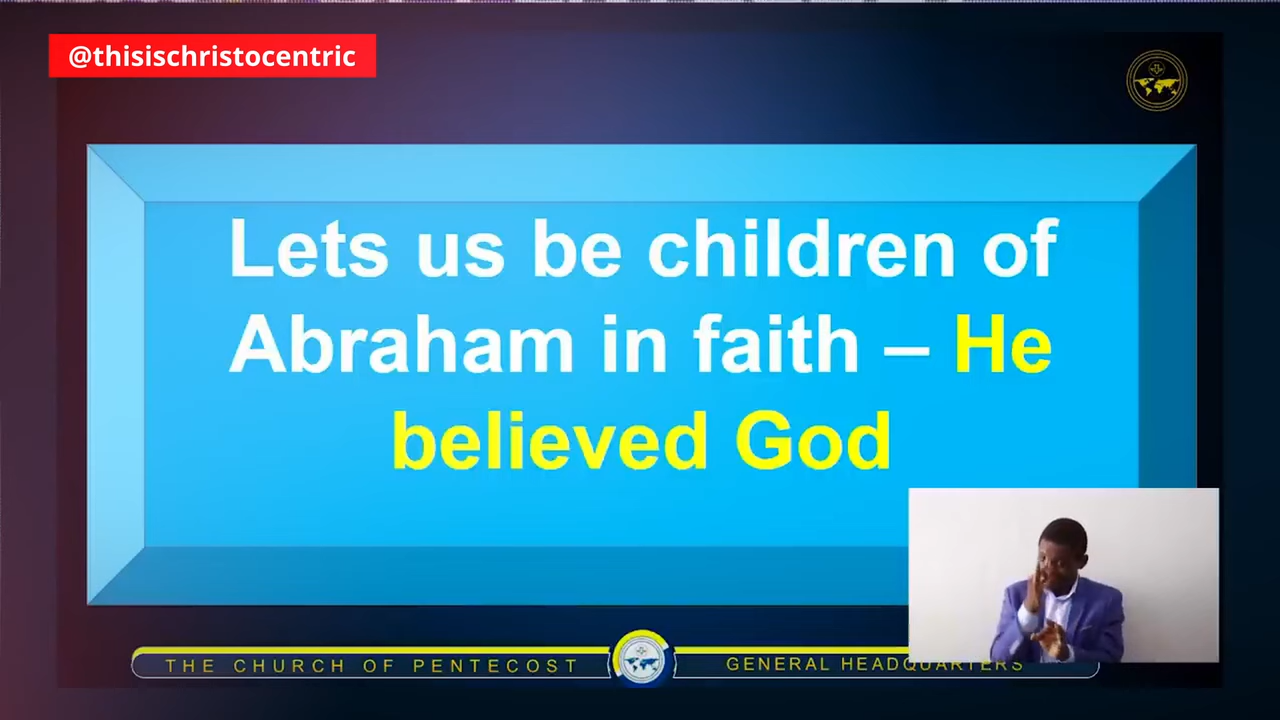 @thisischristocentric
Lets us be children of
Abraham in faith – He
believed God
THE CHURCH OF PENTECOST
GENERAL HEADQUARTERS